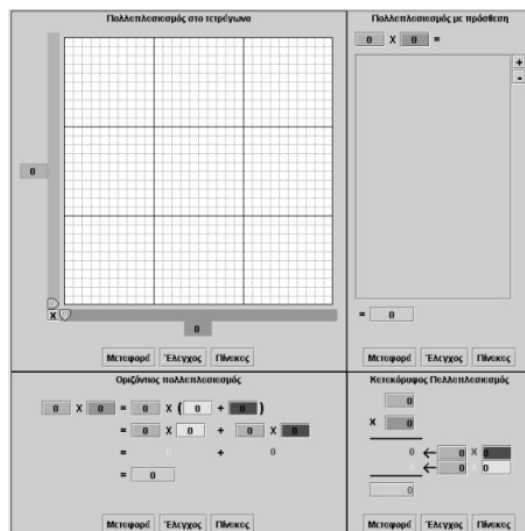 Πολλαπλασιασμός στο τετράγωνο
0
X
0
Μεταφορά Έλεγχος Πίνακας
Πολλαπλασιασμός με πρόσθεση
0 X 0 =
+
-
= 0
Μεταφορά Έλεγχος Πίνακας
Οριζόντιος πολλαπλασιασμός
0 X 0 = 0 X ( 0 + 0 )
= 0 X 0 + 0 X 0
= 0 + 0
= 0
Μεταφορά Έλεγχος Πίνακας
Κατακόρυφος Πολλαπλασιασμός
0
X 0
0 ← 0 X 0
0 ← 0 X 0
0
Μεταφορά Έλεγχος Πίνακας